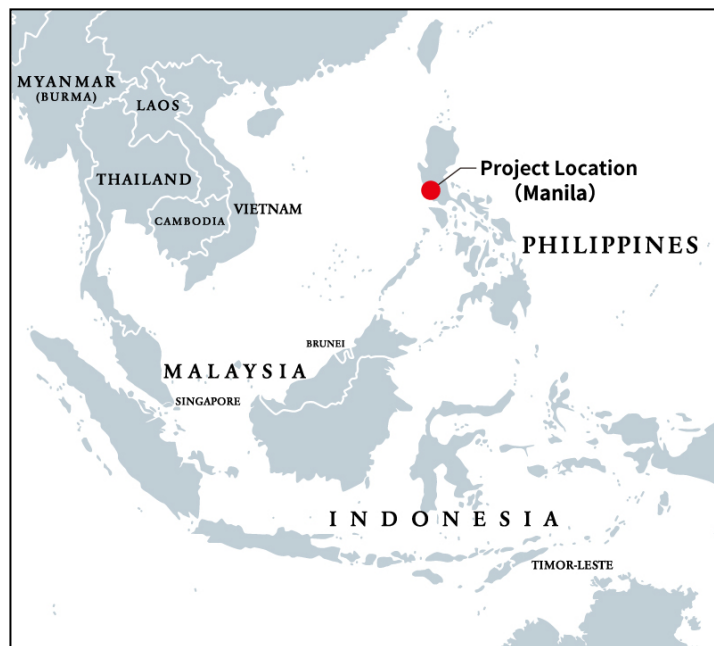 MYANMAR
(BURMA)
LAOS
THAILAND
CAMBODIA
VIETNAM
Project Location
(Manila)
PHILIPPINES
BRUNEI
MALAYSIA
SINGAPORE
INDONESIA
TIMOR-LESTE